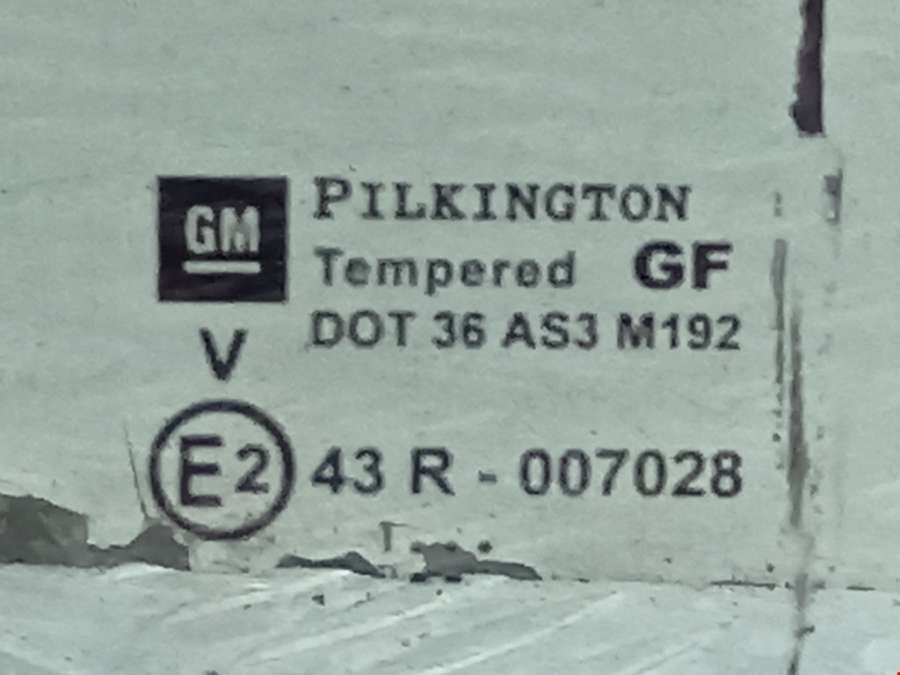 GM PILKINGTON
Tempered GF
DOT 36 AS3 M192
V
E2 43 R - 007028